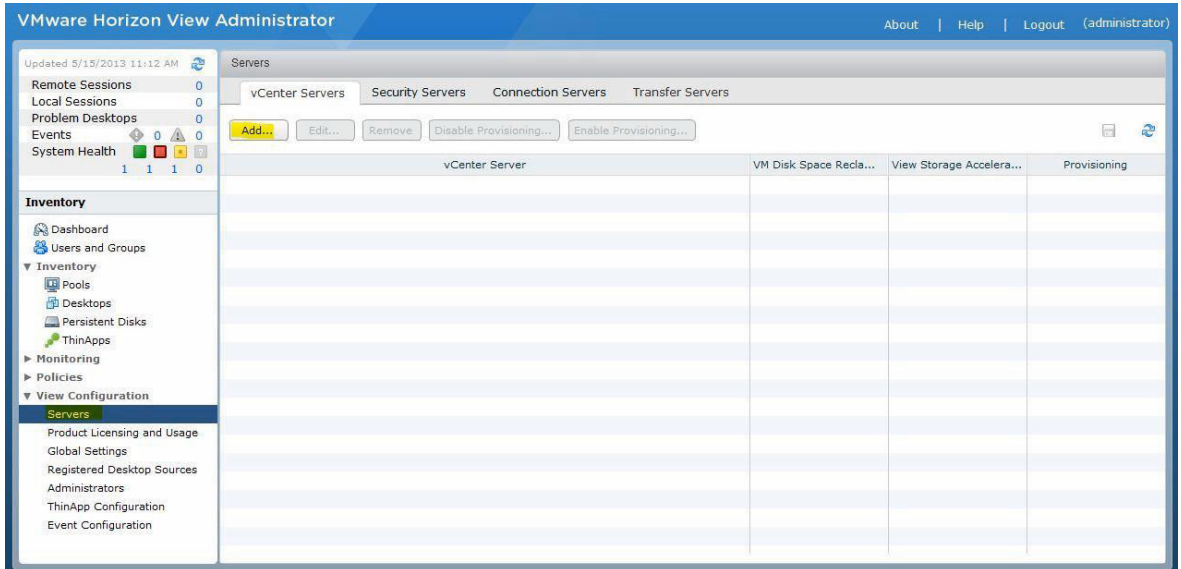 VMware Horizon View Administrator
About | Help | Logout (administrator)
Updated 5/15/2013 11:12 AM
Remote Sessions 0
Local Sessions 0
Problem Desktops 0
Events 0 0
System Health ?
1 1 1 0
Inventory
Dashboard
Users and Groups
Inventory
Pools
Desktops
Persistent Disks
ThinApps
Monitoring
Policies
View Configuration
Servers
Product Licensing and Usage
Global Settings
Registered Desktop Sources
Administrators
ThinApp Configuration
Event Configuration
Servers
vCenter Servers Security Servers Connection Servers Transfer Servers
Add... Edit... Remove Disable Provisioning... Enable Provisioning...
vCenter Server VM Disk Space Recla... View Storage Accelera... Provisioning